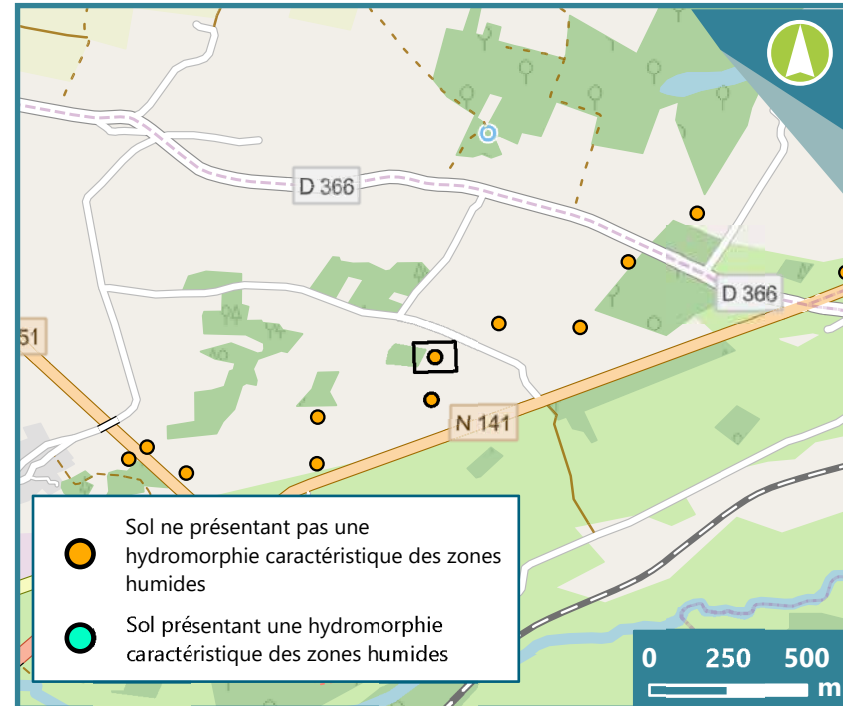 D 366
D 366
51
N 141
Sol ne présentant pas une
hydromorphie caractéristique des zones
humides
Sol présentant une hydromorphie
caractéristique des zones humides
0 250 500
m